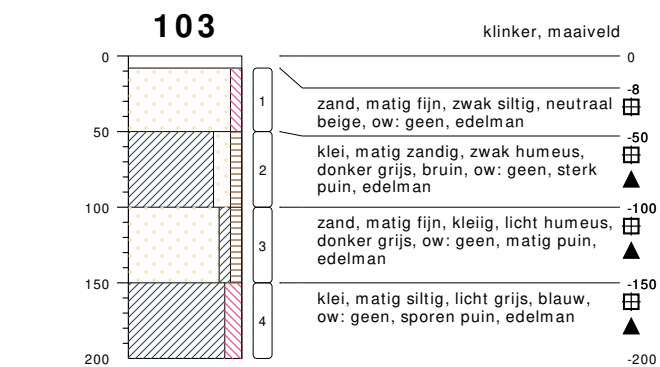 103
klinker, maaiveld
0
0
-8
1
zand, matig fijn, zwak siltig, neutraal
beige, ow: geen, edelman
50
-50
2
klei, matig zandig, zwak humeus,
donker grijs, bruin, ow: geen, sterk
puin, edelman
100
-100
3
zand, matig fijn, kleiig, licht humeus,
donker grijs, ow: geen, matig puin,
edelman
150
-150
4
klei, matig siltig, licht grijs, blauw,
ow: geen, sporen puin, edelman
200
-200